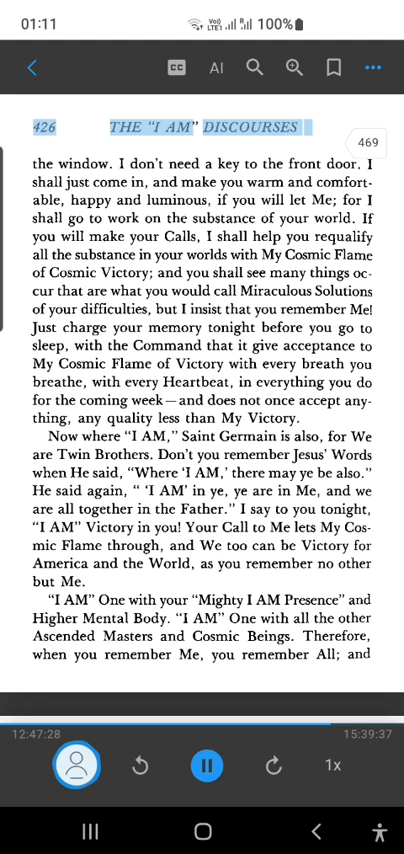 01:11
Vol) LTE1 R 100%
CC AI
426 THE "I AM" DISCOURSES
469
the window. I don't need a key to the front door. I
shall just come in, and make you warm and comfort-
able, happy and luminous, if you will let Me; for I
shall go to work on the substance of your world. If
you will make your Calls, I shall help you requalify
all the substance in your worlds with My Cosmic Flame
of Cosmic Victory; and you shall see many things oc-
cur that are what you would call Miraculous Solutions
of your difficulties, but I insist that you remember Me!
Just charge your memory tonight before you go to
sleep, with the Command that it give acceptance to
My Cosmic Flame of Victory with every breath you
breathe, with every Heartbeat, in everything you do
for the coming week—and does not once accept any-
thing, any quality less than My Victory.
Now where "I AM," Saint Germain is also, for We
are Twin Brothers. Don't you remember Jesus' Words
when He said, "Where 'I AM,' there may ye be also."
He said again, " 'I AM' in ye, ye are in Me, and we
are all together in the Father." I say to you tonight,
"I AM" Victory in you! Your Call to Me lets My Cos-
mic Flame through, and We too can be Victory for
America and the World, as you remember no other
but Me.
"I AM" One with your "Mighty I AM Presence" and
Higher Mental Body. "I AM" One with all the other
Ascended Masters and Cosmic Beings. Therefore,
when you remember Me, you remember All; and
12:47:28 15:39:37
1x